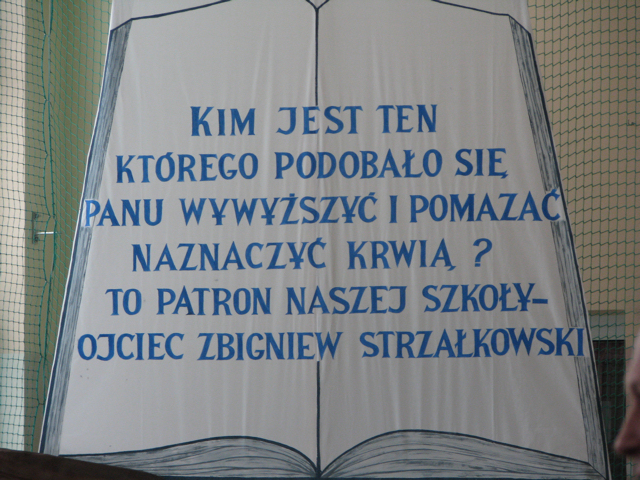 KIM JEST TEN
KTÓREGO PODOBAŁO SIĘ
PANU WYWYŻSZYĆ I POMAZAĆ
NAZNACZYĆ KRWIĄ ?
TO PATRON NASZEJ SZKOŁY-
OJCIEC ZBIGNIEW STRZAŁKOWSKI